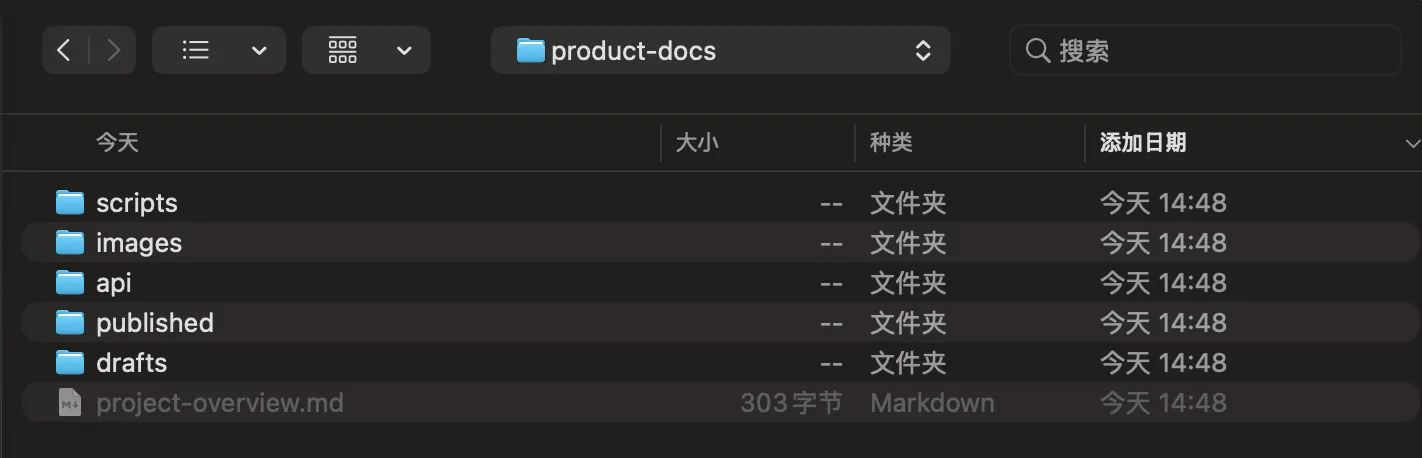 product-docs 搜索
今天 大小 种类 添加日期
scripts -- 文件夹 今天 14:48
images -- 文件夹 今天 14:48
api -- 文件夹 今天 14:48
published -- 文件夹 今天 14:48
drafts -- 文件夹 今天 14:48
project-overview.md 303字节 Markdown 今天 14:48